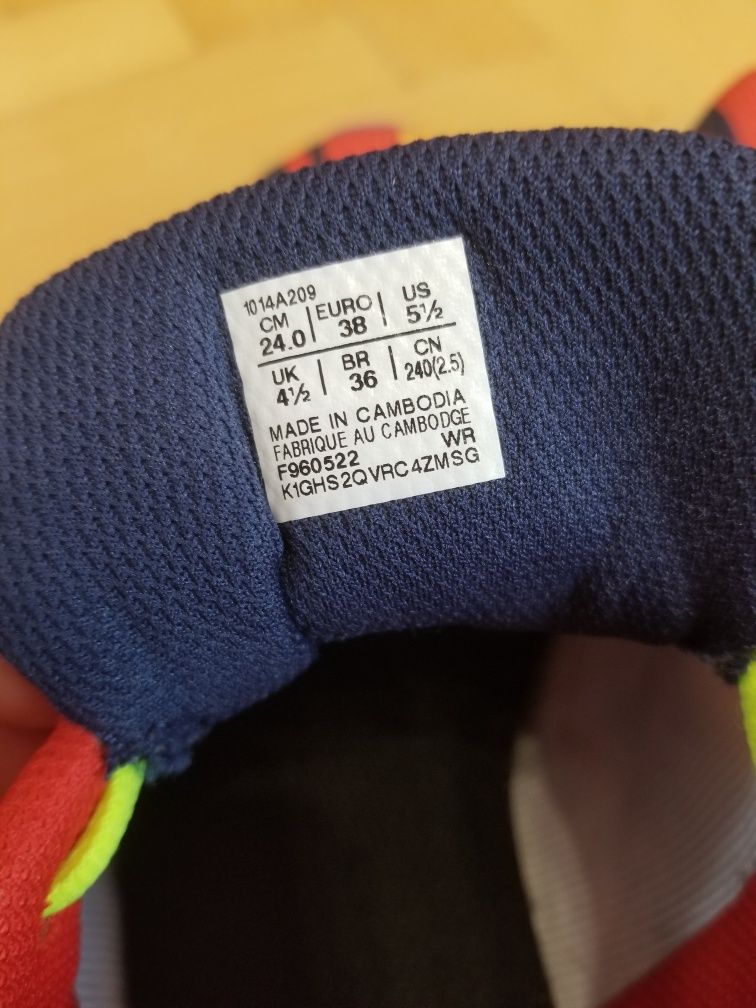 1014A209
CM | EURO | US
24.0 | 38 | 5½
UK | BR | CN
4½ | 36 | 240(2.5)
MADE IN CAMBODIA
FABRIQUE AU CAMBODGE
F960522 WR
K1GHS2QVRC4ZMSG